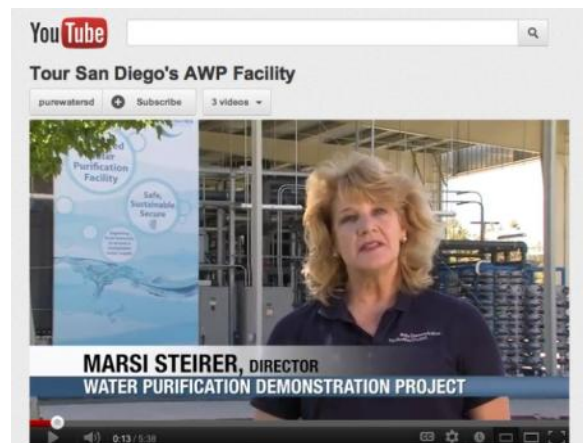 You Tube
Tour San Diego's AWP Facility
purewatersd Subscribe 3 videos
Purification
Facility
Safe,
Sustainable
Secure
MARSI STEIRER, DIRECTOR
WATER PURIFICATION DEMONSTRATION PROJECT
0:13 / 5:38 CC